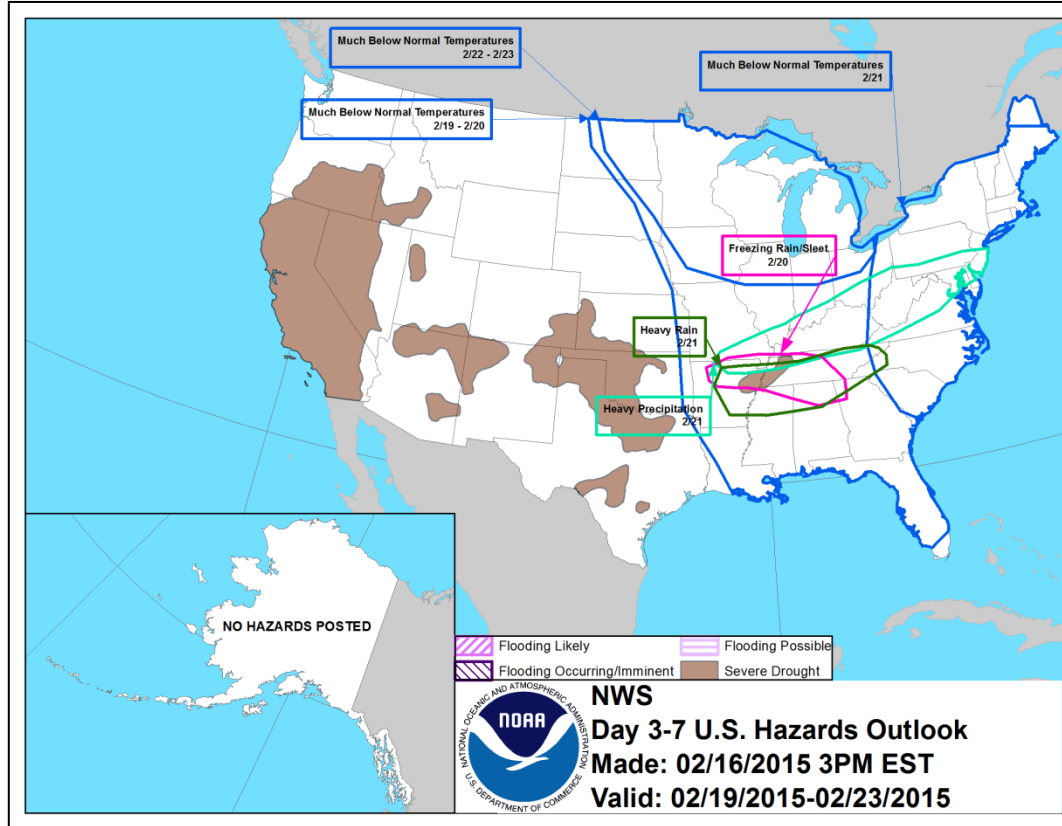 Much Below Normal Temperatures
2/22 - 2/23
Much Below Normal Temperatures
2/21
Much Below Normal Temperatures
2/19 - 2/20
Freezing Rain/Sleet
2/20
Heavy Rain
2/21
Heavy Precipitation
2/21
NO HAZARDS POSTED
Flooding Likely
Flooding Possible
Flooding Occurring/Imminent
Severe Drought
NATIONAL OCEANIC AND ATMOSPHERIC ADMINISTRATION
NOAA
U.S. DEPARTMENT OF COMMERCE
NWS
Day 3-7 U.S. Hazards Outlook
Made: 02/16/2015 3PM EST
Valid: 02/19/2015-02/23/2015